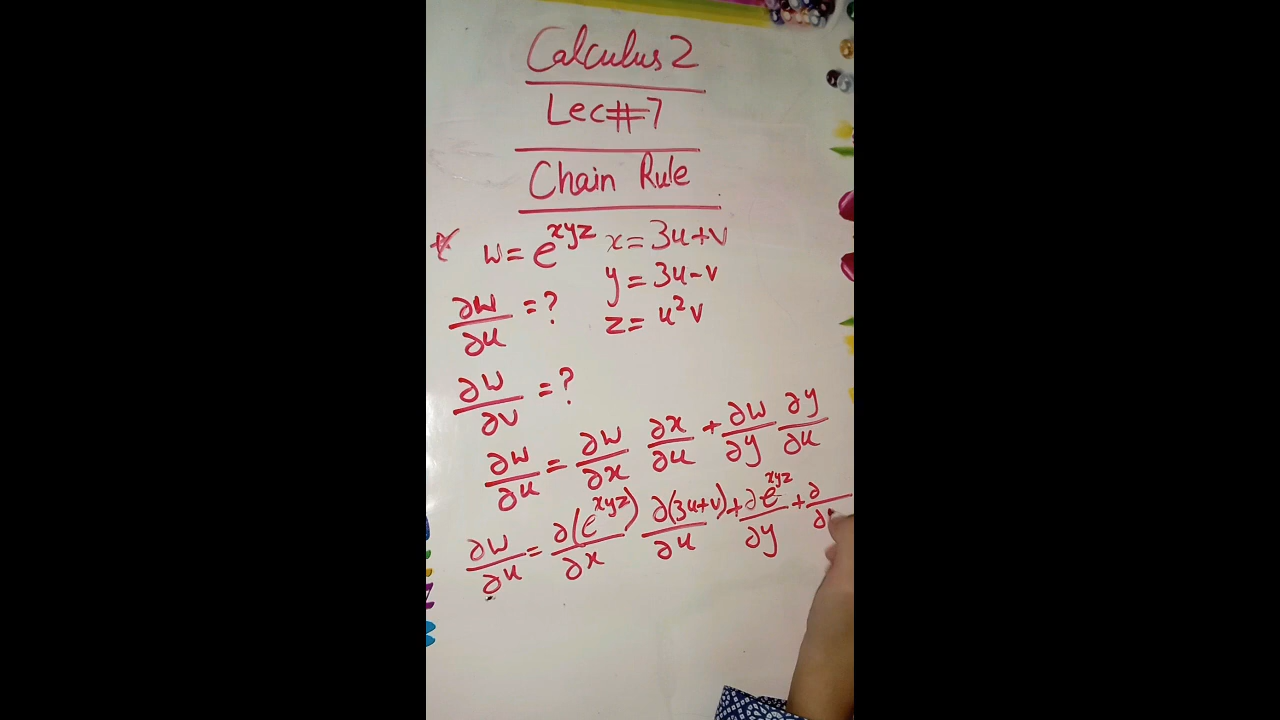 Calculus 2
Lec#7
Chain Rule
w = e^xyz x = 3u+v
y = 3u-v
∂w/∂u = ? z = u²v
∂w/∂v = ?
∂w/∂u = ∂w/∂x ∂x/∂u + ∂w/∂y ∂y/∂u
∂w/∂u = ∂(e^xyz)/∂x ∂(3u+v)/∂u + ∂e^xyz/∂y + ∂/∂